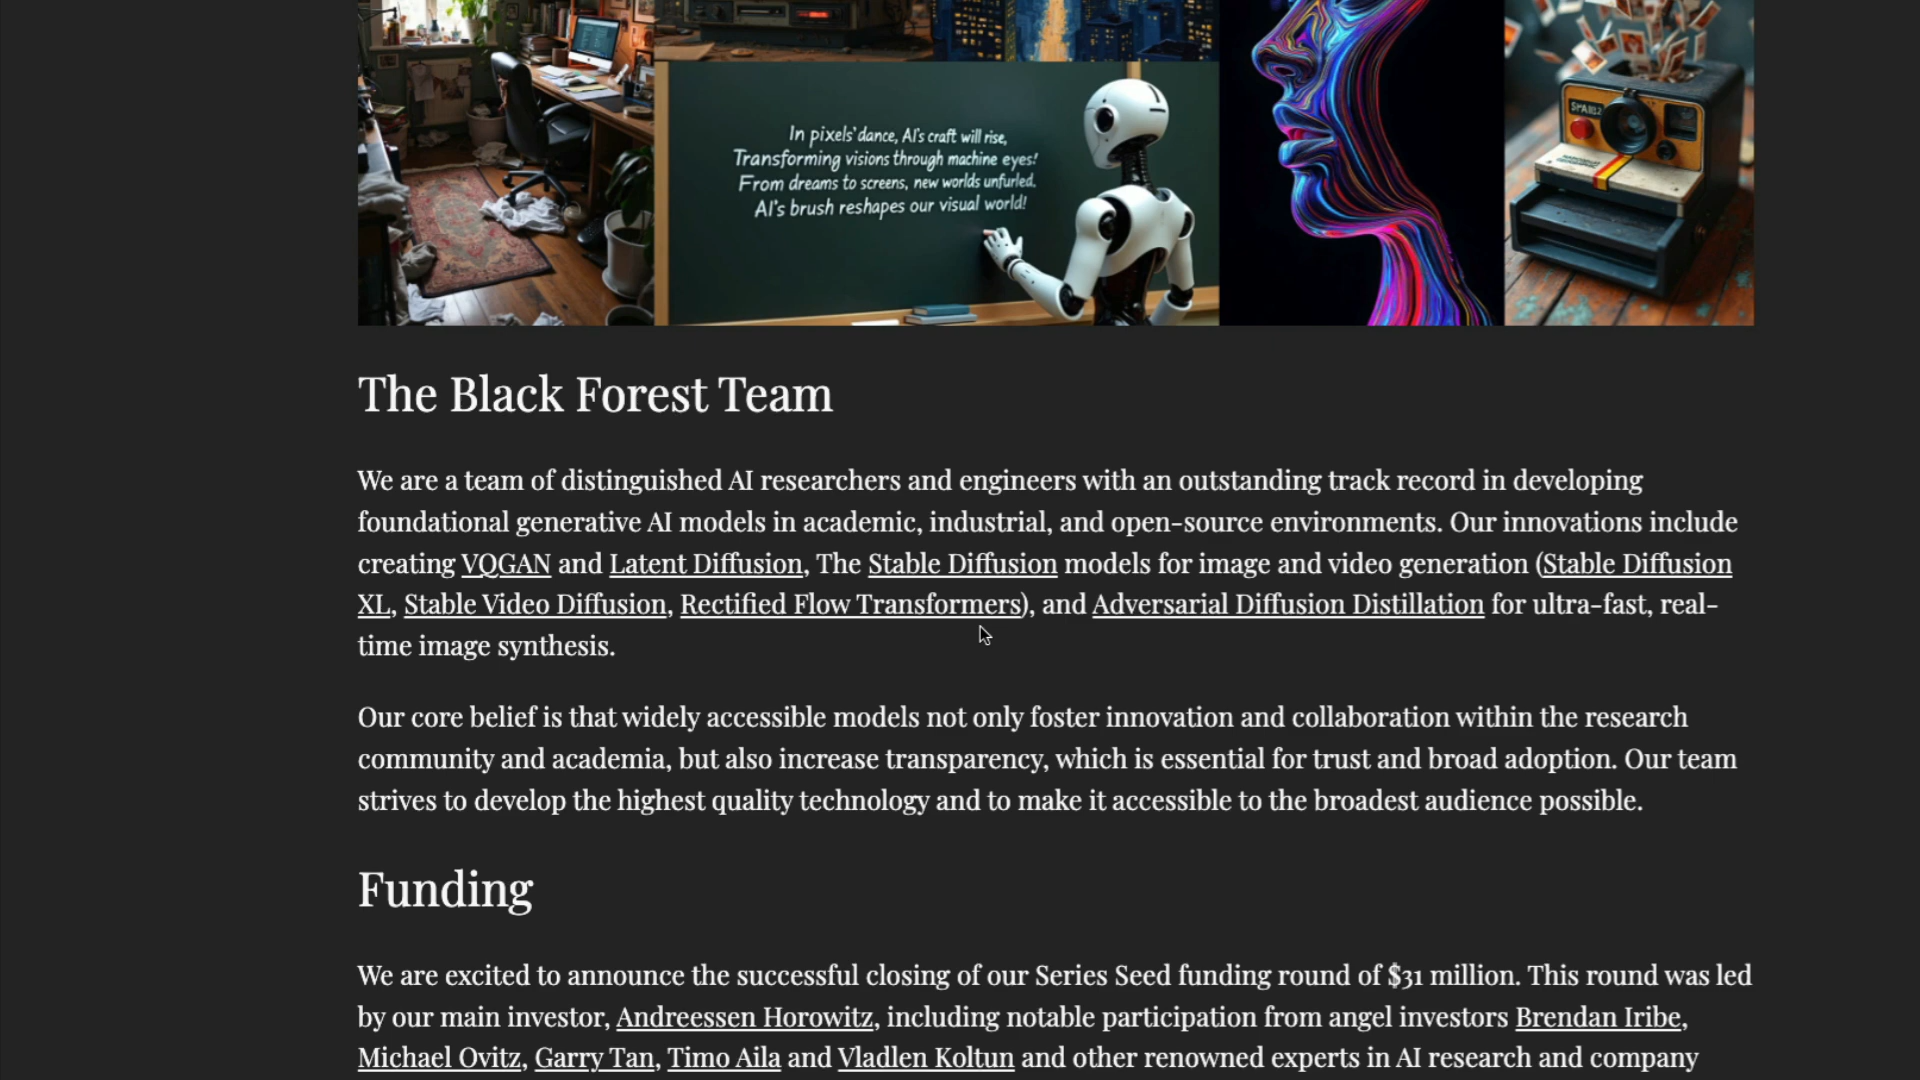 In pixels' dance, AI's craft will rise,
Transforming visions through machine eyes!
From dreams to screens, new worlds unfurled.
AI's brush reshapes our visual world!
The Black Forest Team
We are a team of distinguished AI researchers and engineers with an outstanding track record in developing
foundational generative AI models in academic, industrial, and open-source environments. Our innovations include
creating VQGAN and Latent Diffusion, The Stable Diffusion models for image and video generation (Stable Diffusion
XL, Stable Video Diffusion, Rectified Flow Transformers), and Adversarial Diffusion Distillation for ultra-fast, real-
time image synthesis.
Our core belief is that widely accessible models not only foster innovation and collaboration within the research
community and academia, but also increase transparency, which is essential for trust and broad adoption. Our team
strives to develop the highest quality technology and to make it accessible to the broadest audience possible.
Funding
We are excited to announce the successful closing of our Series Seed funding round of $31 million. This round was led
by our main investor, Andreessen Horowitz, including notable participation from angel investors Brendan Iribe,
Michael Ovitz, Garry Tan, Timo Aila and Vladlen Koltun and other renowned experts in AI research and company